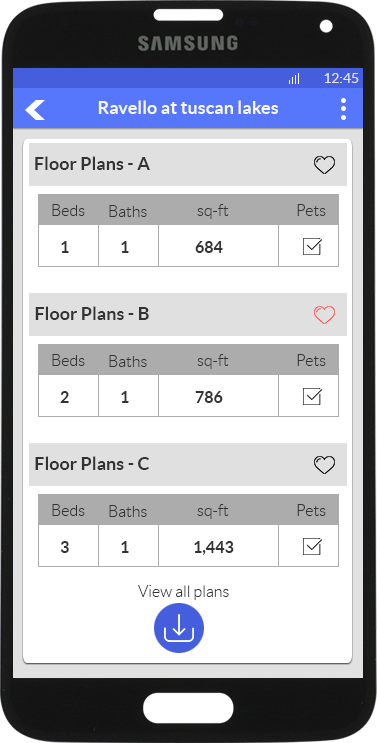 SAMSUNG
12:45
Ravello at tuscan lakes
Floor Plans - A
Beds Baths sq-ft Pets
1 1 684
Floor Plans - B
Beds Baths sq-ft Pets
2 1 786
Floor Plans - C
Beds Baths sq-ft Pets
3 1 1,443
View all plans